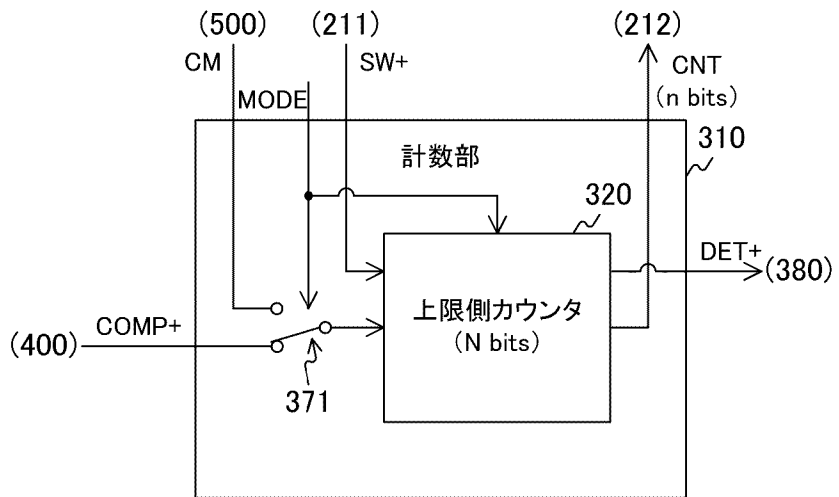 (500)
(211)
(212)
CM
SW+
CNT
(n bits)
MODE
310
計数部
320
DET+
(380)
上限側カウンタ
(N bits)
COMP+
(400)
371